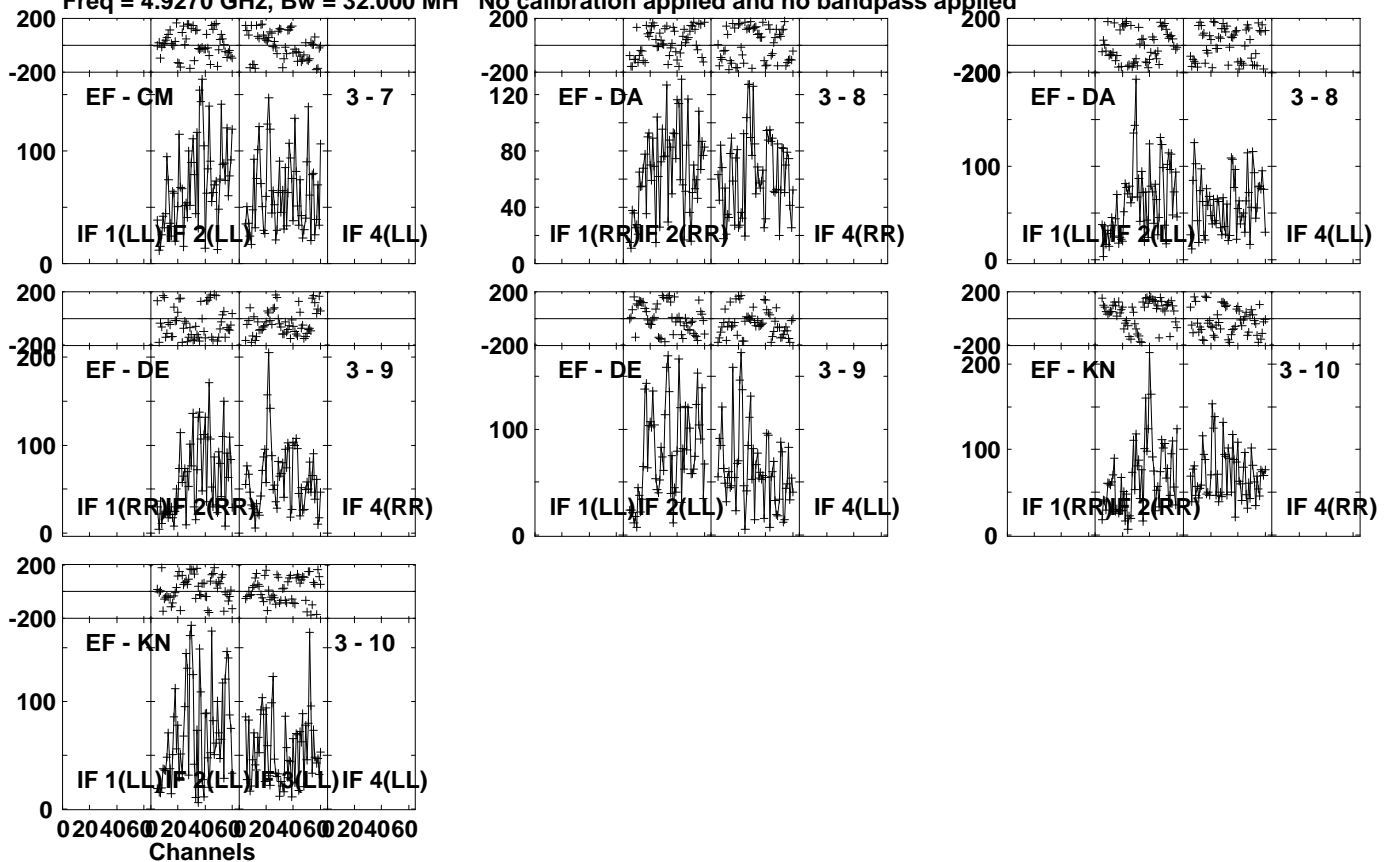 Freq = 4.9270 GHz, Bw = 32.000 MH No calibration applied and no bandpass applied
200
-200
EF - CM 3 - 7
100
IF 1(LL) IF 2(LL) IF 4(LL)
0
-200
EF - DA 3 - 8
120
80
40
IF 1(RR) IF 2(RR) IF 4(RR)
0
-200
200
EF - DA 3 - 8
100
IF 1(LL) IF 2(LL) IF 4(LL)
0
200
-200
200
EF - DE 3 - 9
100
IF 1(RR) IF 2(RR) IF 4(RR)
0
200
-200
EF - DE 3 - 9
100
IF 1(LL) IF 2(LL) IF 4(LL)
0
200
-200
200
EF - KN 3 - 10
100
IF 1(RR) IF 2(RR) IF 4(RR)
0
200
-200
EF - KN 3 - 10
100
IF 1(LL) IF 2(LL) IF 3(LL) IF 4(LL)
0
0 20 40 60 0 20 40 60 0 20 40 60 0 20 40 60
Channels